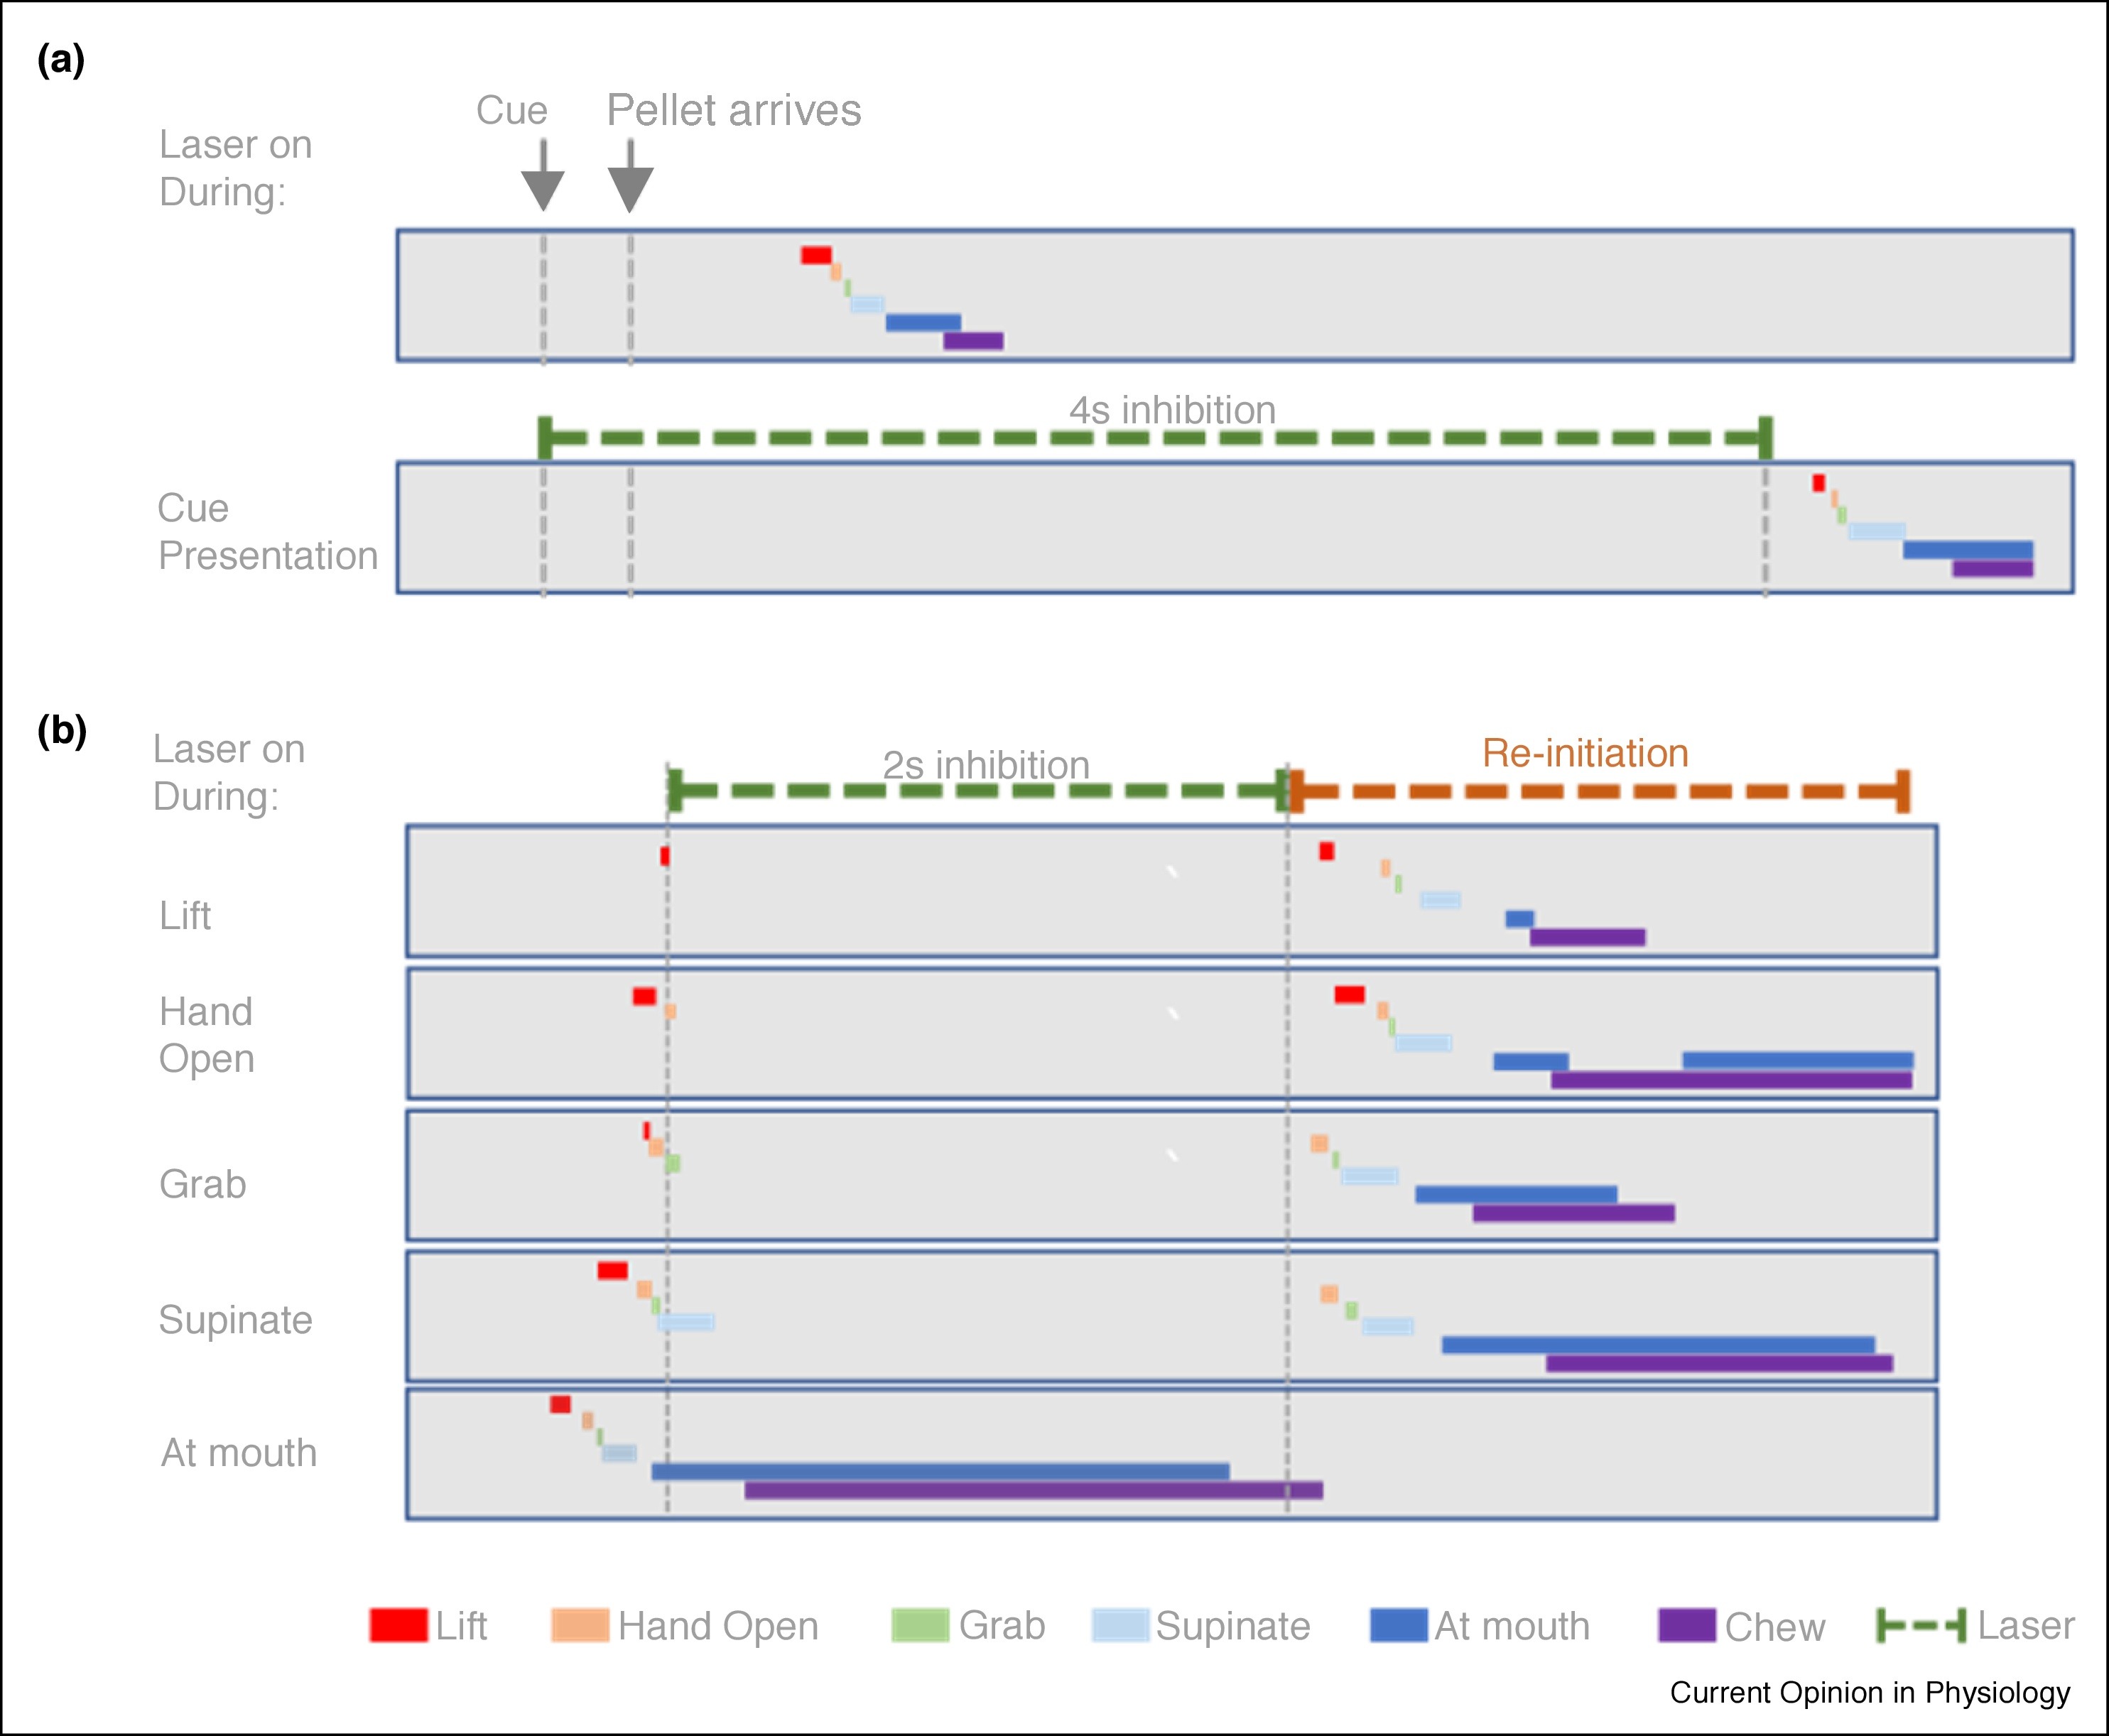 (a)
Cue
Pellet arrives
Laser on
During:
4s inhibition
Cue
Presentation
(b)
Laser on
During:
2s inhibition
Re-initiation
Lift
Hand
Open
Grab
Supinate
At mouth
Lift
Hand Open
Grab
Supinate
At mouth
Chew
Laser
Current Opinion in Physiology